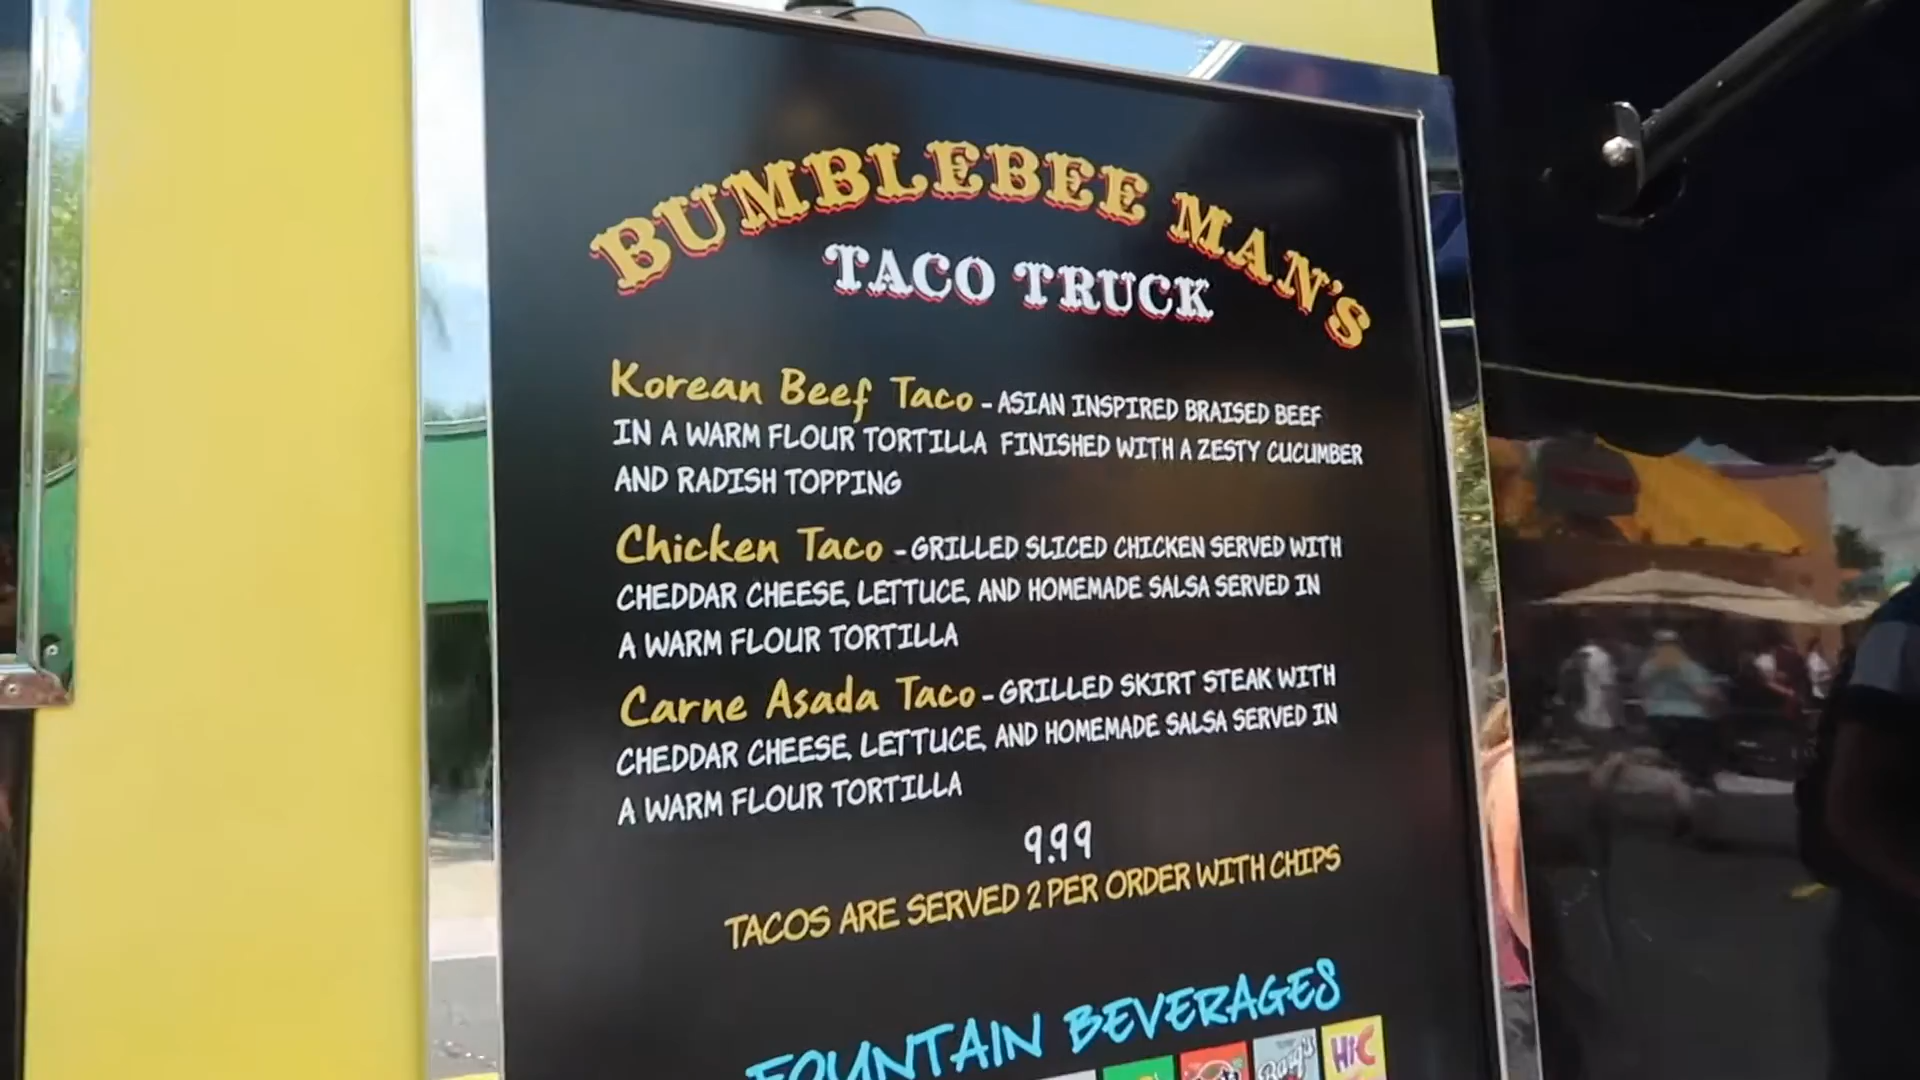 BUMBLEBEE MAN'S
TACO TRUCK
Korean Beef Taco - ASIAN INSPIRED BRAISED BEEF
IN A WARM FLOUR TORTILLA FINISHED WITH A ZESTY CUCUMBER
AND RADISH TOPPING
Chicken Taco - GRILLED SLICED CHICKEN SERVED WITH
CHEDDAR CHEESE, LETTUCE, AND HOMEMADE SALSA SERVED IN
A WARM FLOUR TORTILLA
Carne Asada Taco - GRILLED SKIRT STEAK WITH
CHEDDAR CHEESE, LETTUCE, AND HOMEMADE SALSA SERVED IN
A WARM FLOUR TORTILLA
9.99
TACOS ARE SERVED 2 PER ORDER WITH CHIPS
FOUNTAIN BEVERAGES
Barq's HI-C